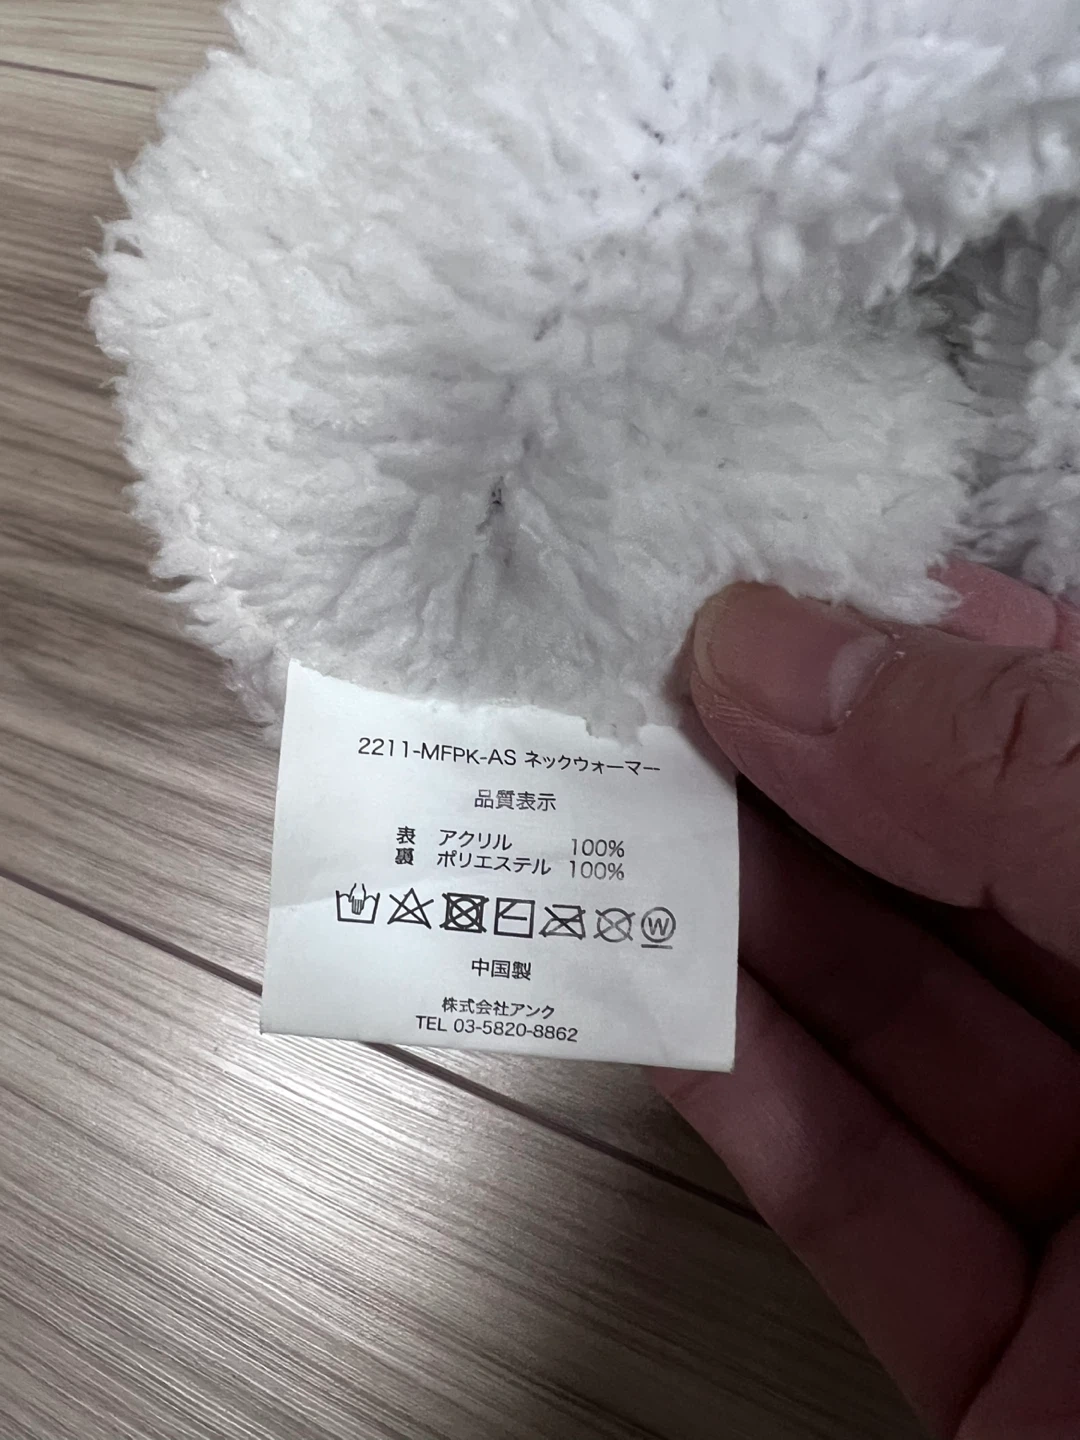 2211-MFPK-AS ネックウォーマー
品質表示
表 アクリル 100%
裏 ポリエステル 100%
W
中国製
株式会社アンク
TEL 03-5820-8862